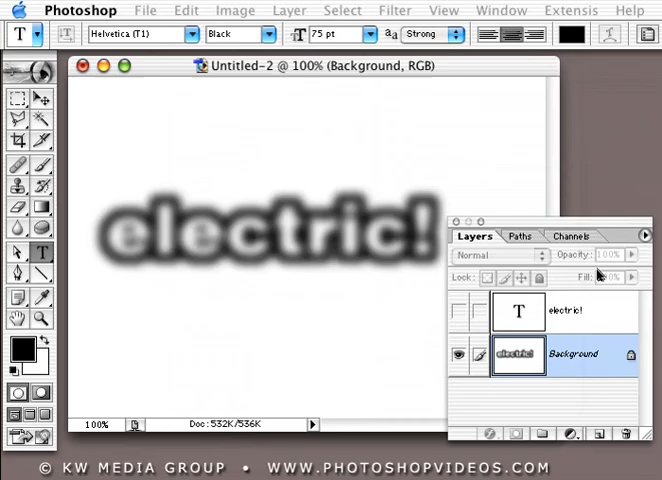 Photoshop File Edit Image Layer Select Filter View Window Extensis Help
T T Helvetica (T1) Black T 75 pt aa Strong
Untitled-2 @ 100% (Background, RGB)
electric!
Layers Paths Channels
Normal Opacity: 100%
Lock: Fill:
T electric!
electric! Background
100% Doc: 532K/536K
© KW MEDIA GROUP • WWW.PHOTOSHOPVIDEOS.COM